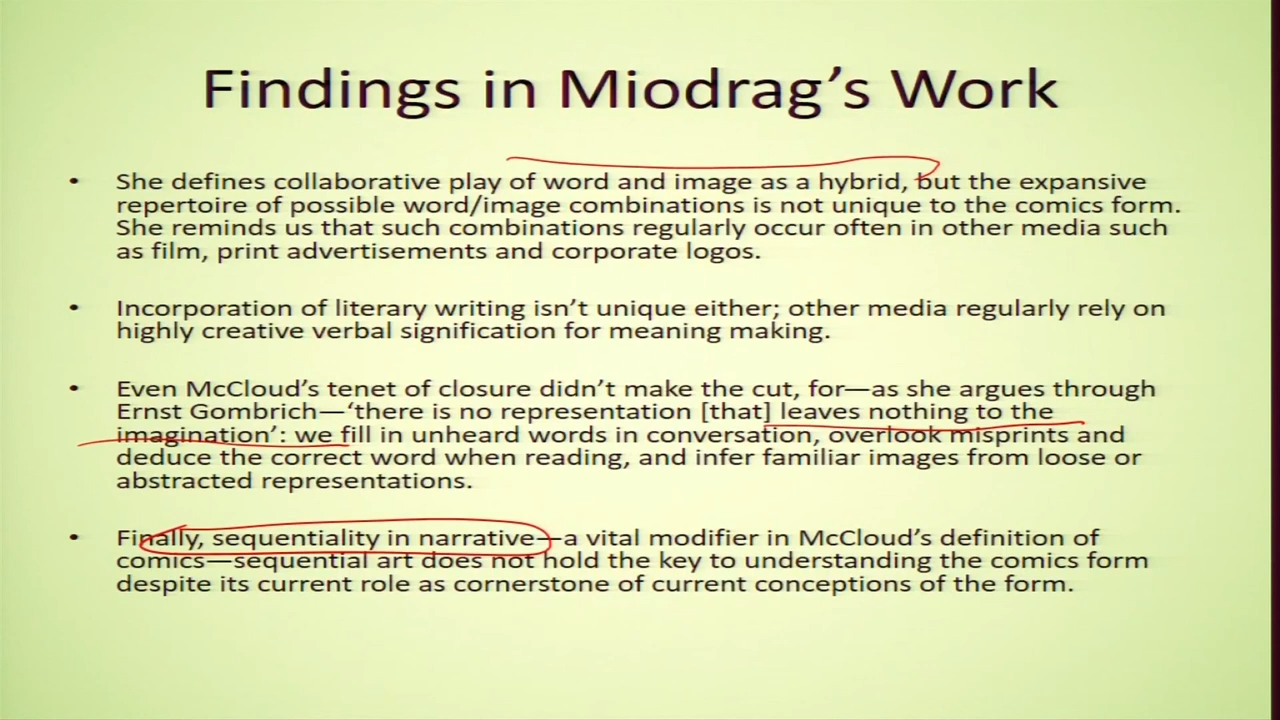 Findings in Miodrag’s Work
• She defines collaborative play of word and image as a hybrid, but the expansive
repertoire of possible word/image combinations is not unique to the comics form.
She reminds us that such combinations regularly occur often in other media such
as film, print advertisements and corporate logos.
• Incorporation of literary writing isn’t unique either; other media regularly rely on
highly creative verbal signification for meaning making.
• Even McCloud’s tenet of closure didn’t make the cut, for—as she argues through
Ernst Gombrich—‘there is no representation [that] leaves nothing to the
imagination’: we fill in unheard words in conversation, overlook misprints and
deduce the correct word when reading, and infer familiar images from loose or
abstracted representations.
• Finally, sequentiality in narrative—a vital modifier in McCloud’s definition of
comics—sequential art does not hold the key to understanding the comics form
despite its current role as cornerstone of current conceptions of the form.